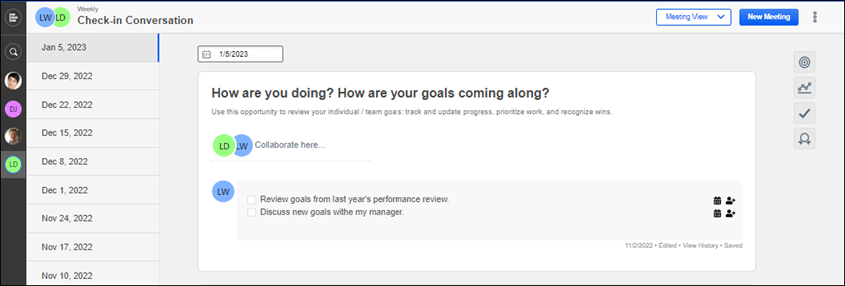 LW LD
Weekly
Check-in Conversation
Meeting View
New Meeting
Jan 5, 2023
Dec 29, 2022
Dec 22, 2022
Dec 15, 2022
Dec 8, 2022
Dec 1, 2022
Nov 24, 2022
Nov 17, 2022
Nov 10, 2022
DJ
LD
1/5/2023
How are you doing? How are your goals coming along?
Use this opportunity to review your individual / team goas: track and update progress, prioritize work, and recognize wins.
LD LW Collaborate here...
LW
Review goals from last year's performance review.
Discuss new goals withe my manager.
11/2/2022 • Edited • View History • Saved